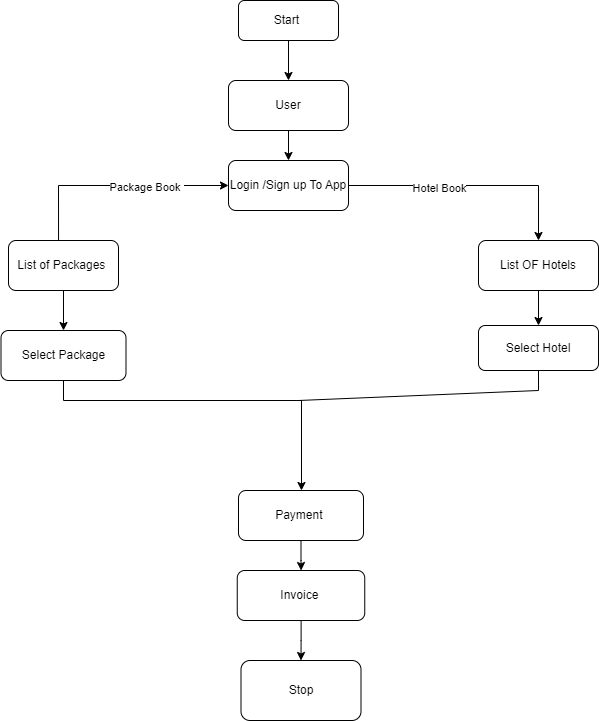 Start
User
Package Book
Login /Sign up To App
Hotel Book
List of Packages
List OF Hotels
Select Package
Select Hotel
Payment
Invoice
Stop